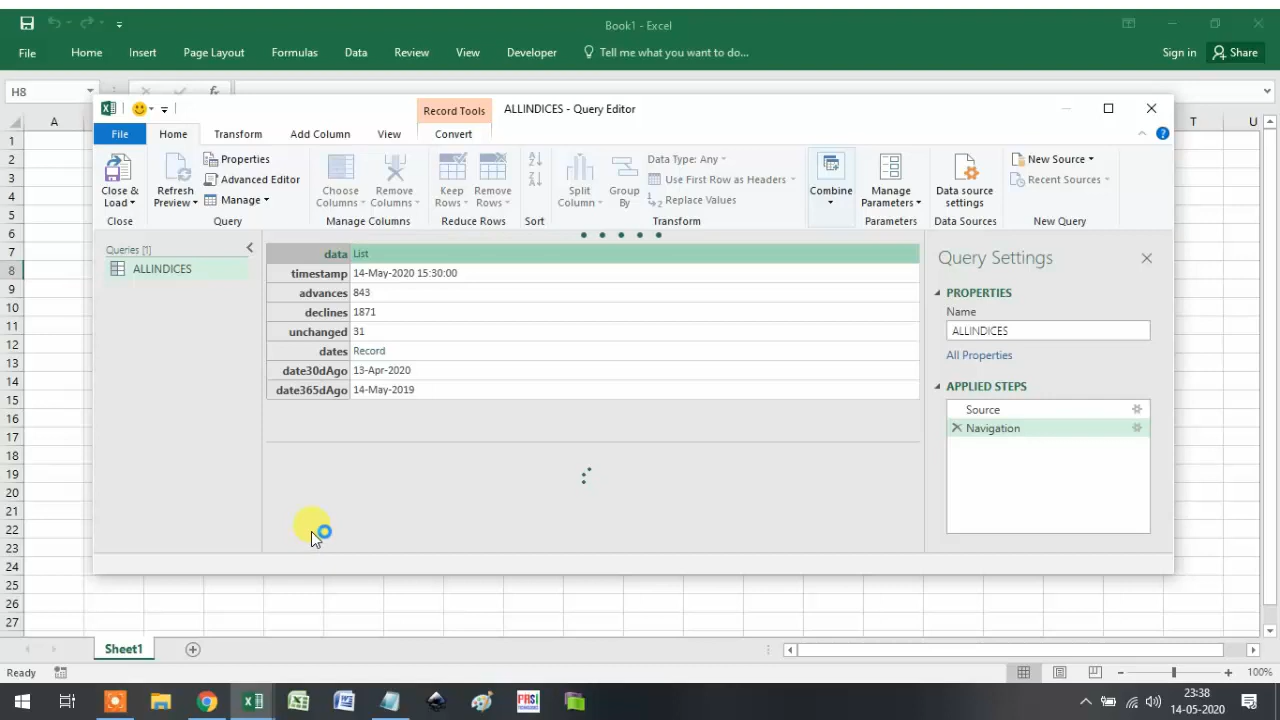 Book1 - Excel
File Home Insert Page Layout Formulas Data Review View Developer Tell me what you want to do... Sign in Share
H8
ALLINDICES - Query Editor
Record Tools
File Home Transform Add Column View Convert
Close & Load
Close
Refresh Preview
Properties
Advanced Editor
Manage
Query
Choose Columns
Remove Columns
Manage Columns
Keep Rows
Remove Rows
Reduce Rows
Sort
Split Column
Group By
Data Type: Any
Use First Row as Headers
Replace Values
Transform
Combine
Manage Parameters
Parameters
Data source settings
Data Sources
New Source
Recent Sources
New Query
Queries [1]
ALLINDICES
data List
timestamp 14-May-2020 15:30:00
advances 843
declines 1871
unchanged 31
dates Record
date30dAgo 13-Apr-2020
date365dAgo 14-May-2019
Query Settings
PROPERTIES
Name
ALLINDICES
All Properties
APPLIED STEPS
Source
Navigation
A T U
1
2
3
4
5
6
7
8
9
10
11
12
13
14
15
16
17
18
19
20
21
22
23
24
25
26
27
Sheet1
Ready
100%
PRSI
23:38
14-05-2020